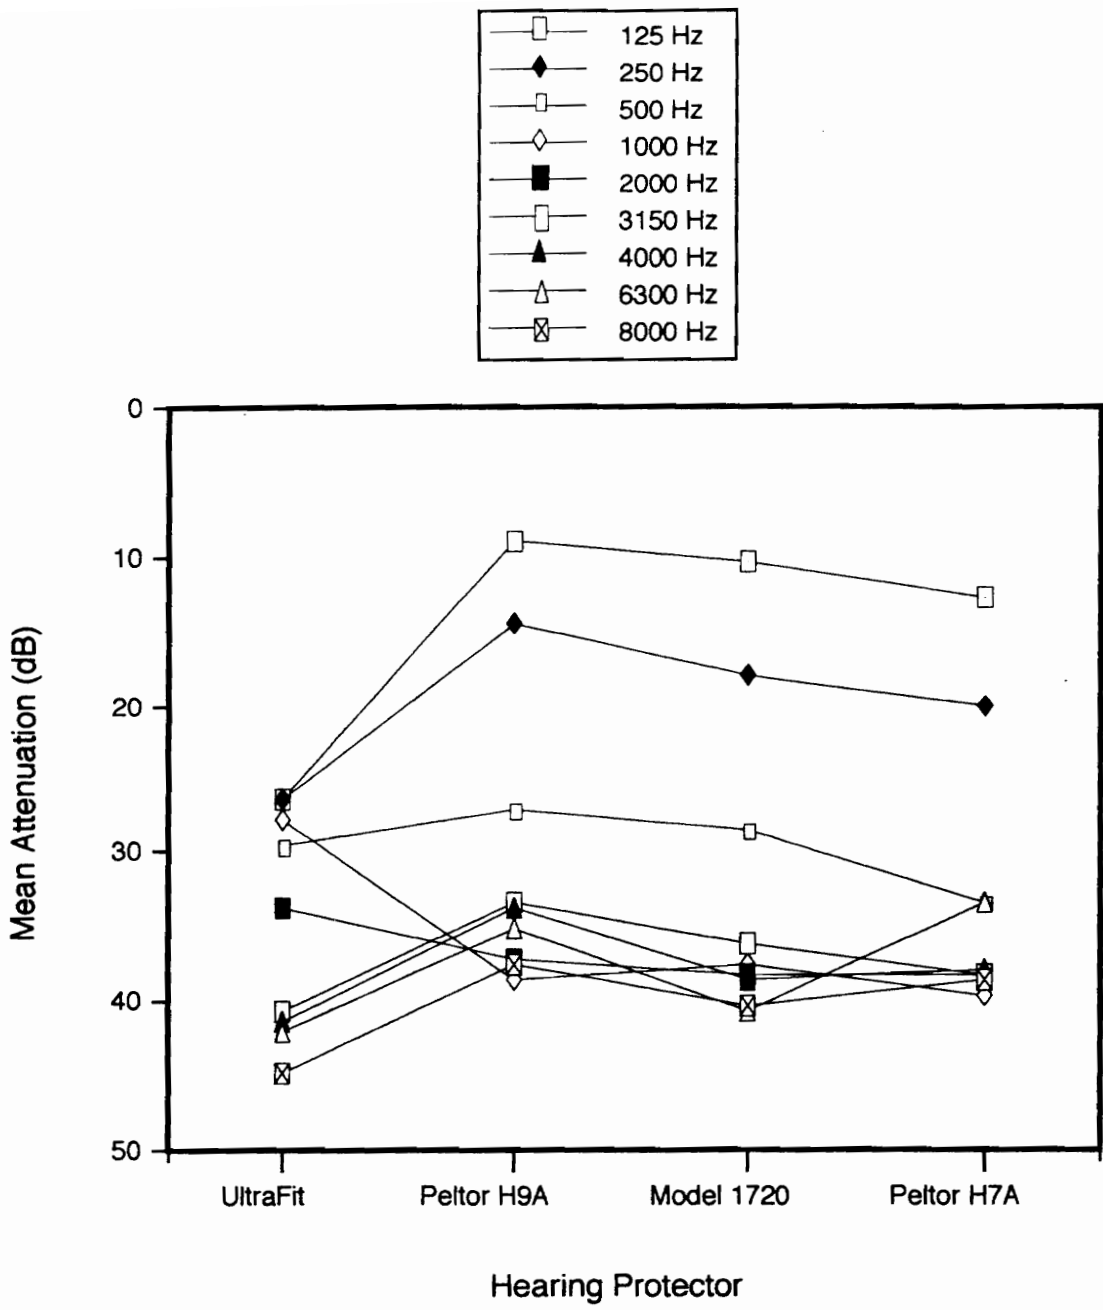 125 Hz
250 Hz
500 Hz
1000 Hz
2000 Hz
3150 Hz
4000 Hz
6300 Hz
8000 Hz
0
10
20
30
40
50
Mean Attenuation (dB)
UltraFit Peltor H9A Model 1720 Peltor H7A
Hearing Protector